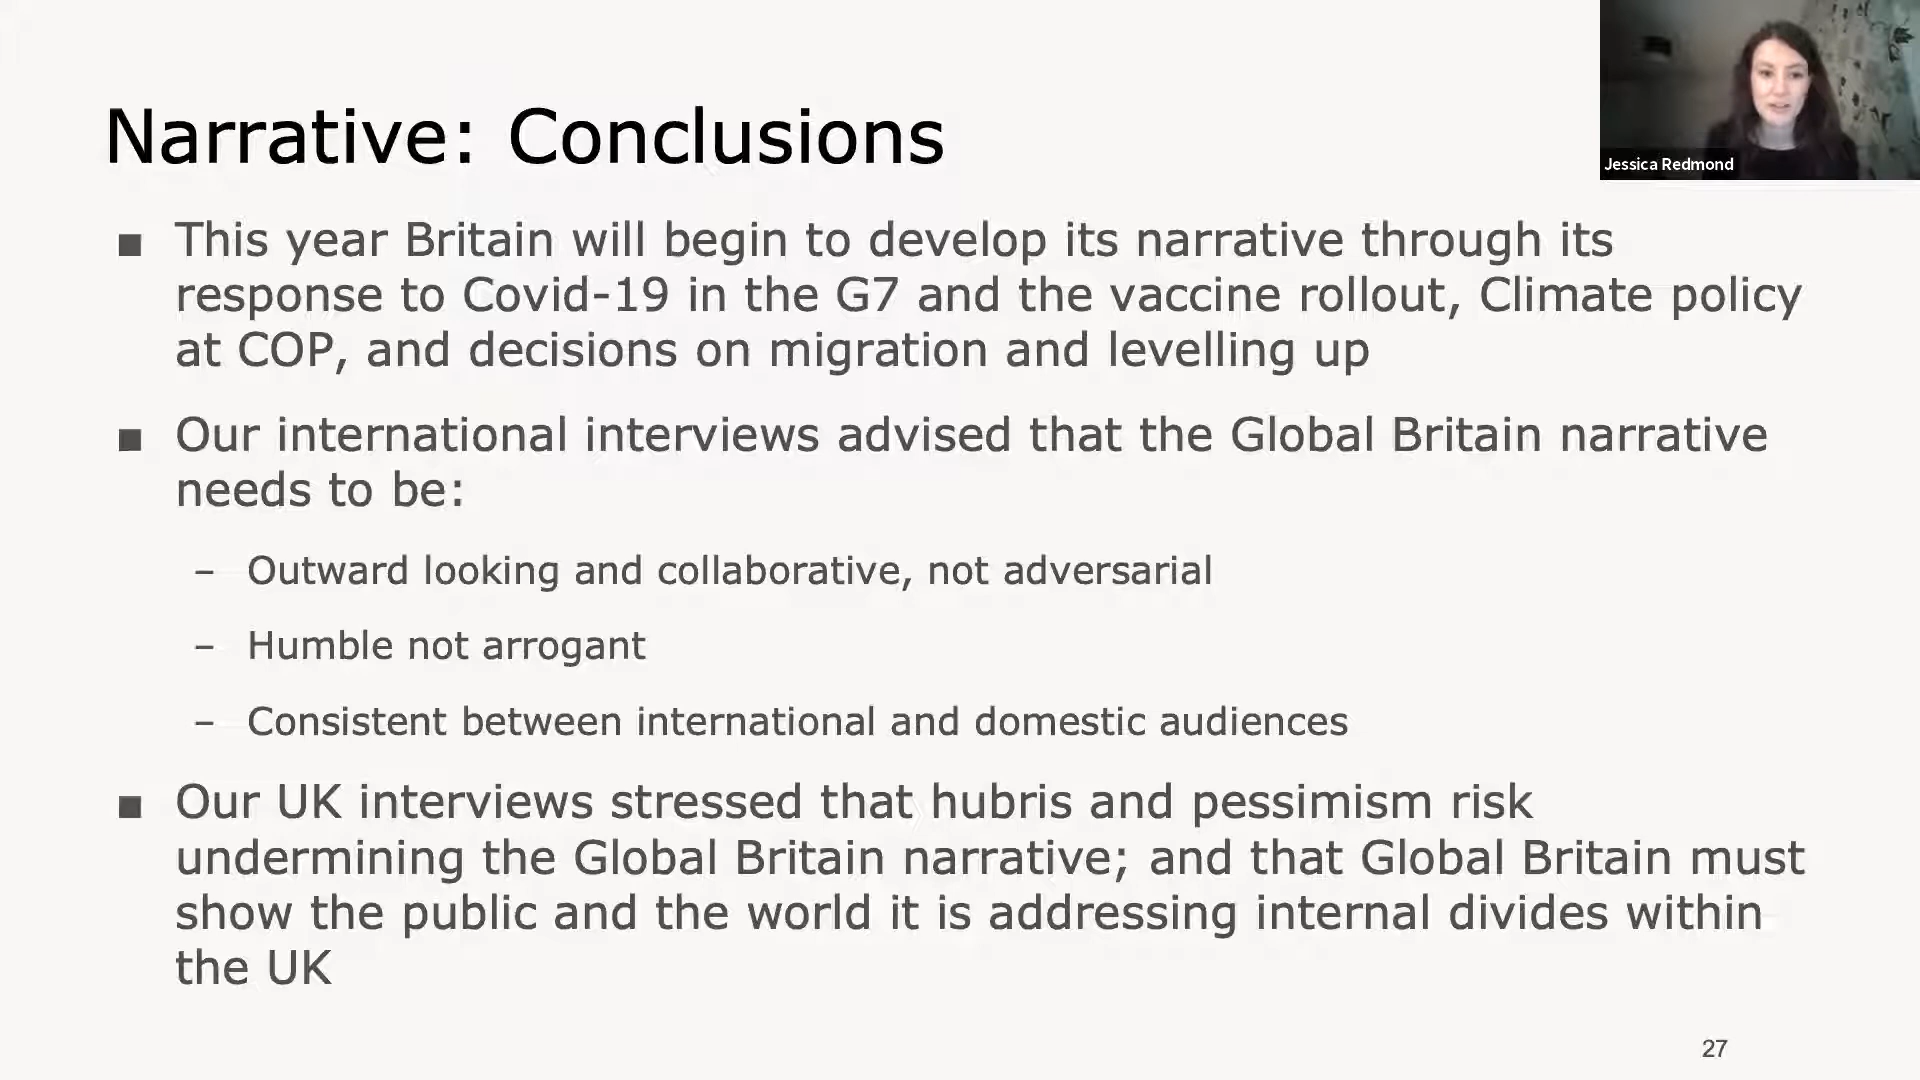 Narrative: Conclusions
Jessica Redmond
■ This year Britain will begin to develop its narrative through its
response to Covid-19 in the G7 and the vaccine rollout, Climate policy
at COP, and decisions on migration and levelling up
■ Our international interviews advised that the Global Britain narrative
needs to be:
– Outward looking and collaborative, not adversarial
– Humble not arrogant
– Consistent between international and domestic audiences
■ Our UK interviews stressed that hubris and pessimism risk
undermining the Global Britain narrative; and that Global Britain must
show the public and the world it is addressing internal divides within
the UK
27